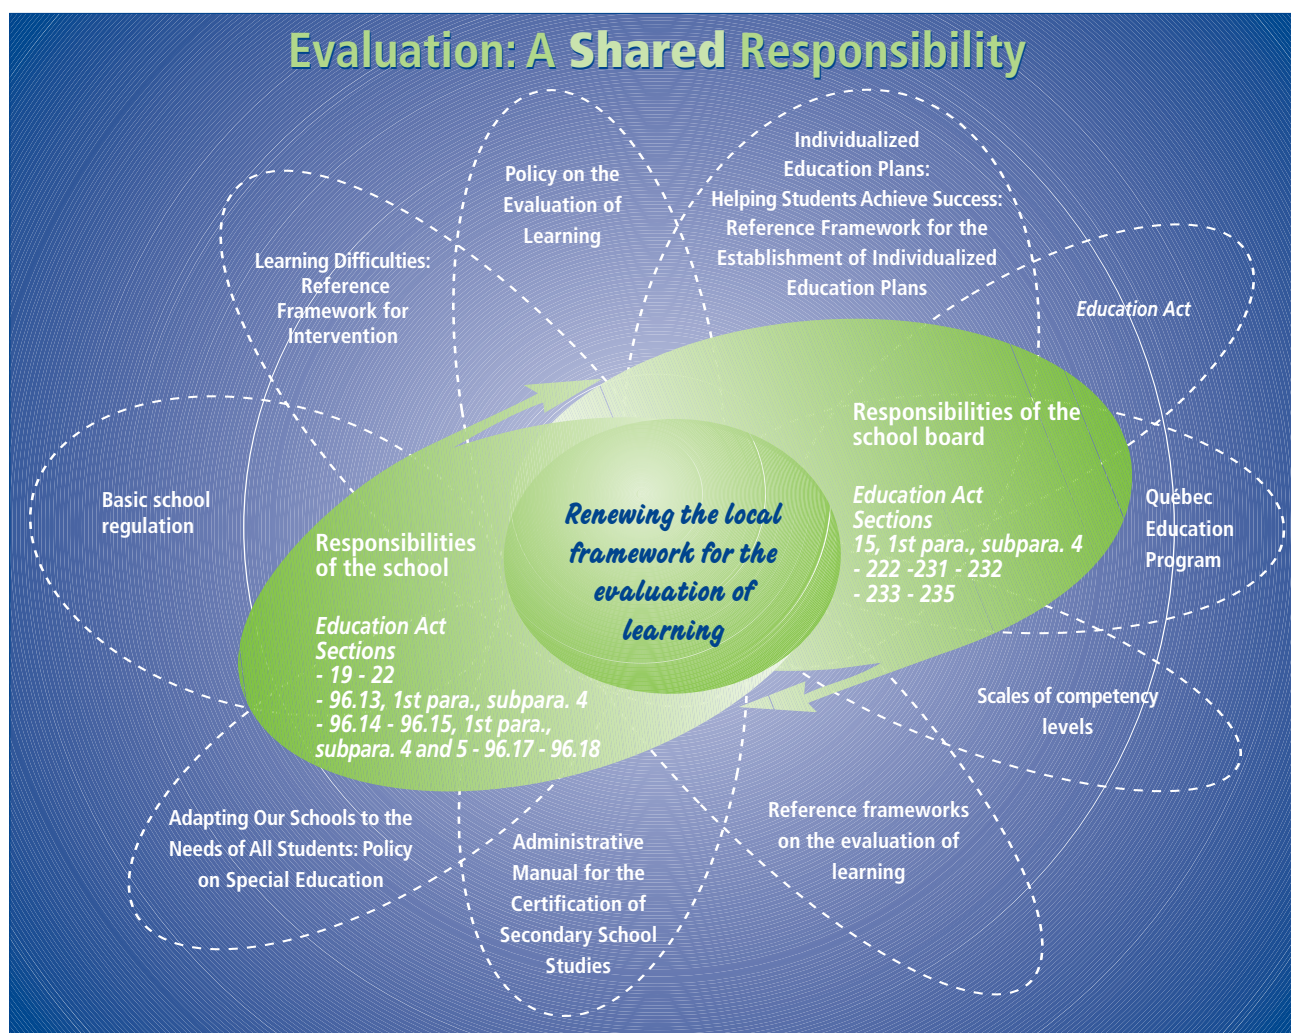 Evaluation: A Shared Responsibility
Policy on the
Evaluation of
Learning
Individualized
Education Plans:
Helping Students Achieve Success:
Reference Framework for the
Establishment of Individualized
Education Plans
Learning Difficulties:
Reference
Framework for
Intervention
Education Act
Basic school
regulation
Responsibilities of the
school board
Education Act
Sections
15, 1st para., subpara. 4
- 222 -231 - 232
- 233 - 235
Québec
Education
Program
Renewing the local
framework for the
evaluation of
learning
Responsibilities
of the school
Education Act
Sections
- 19 - 22
- 96.13, 1st para., subpara. 4
- 96.14 - 96.15, 1st para.,
subpara. 4 and 5 - 96.17 - 96.18
Scales of competency
levels
Adapting Our Schools to the
Needs of All Students: Policy
on Special Education
Administrative
Manual for the
Certification of
Secondary School
Studies
Reference frameworks
on the evaluation of
learning